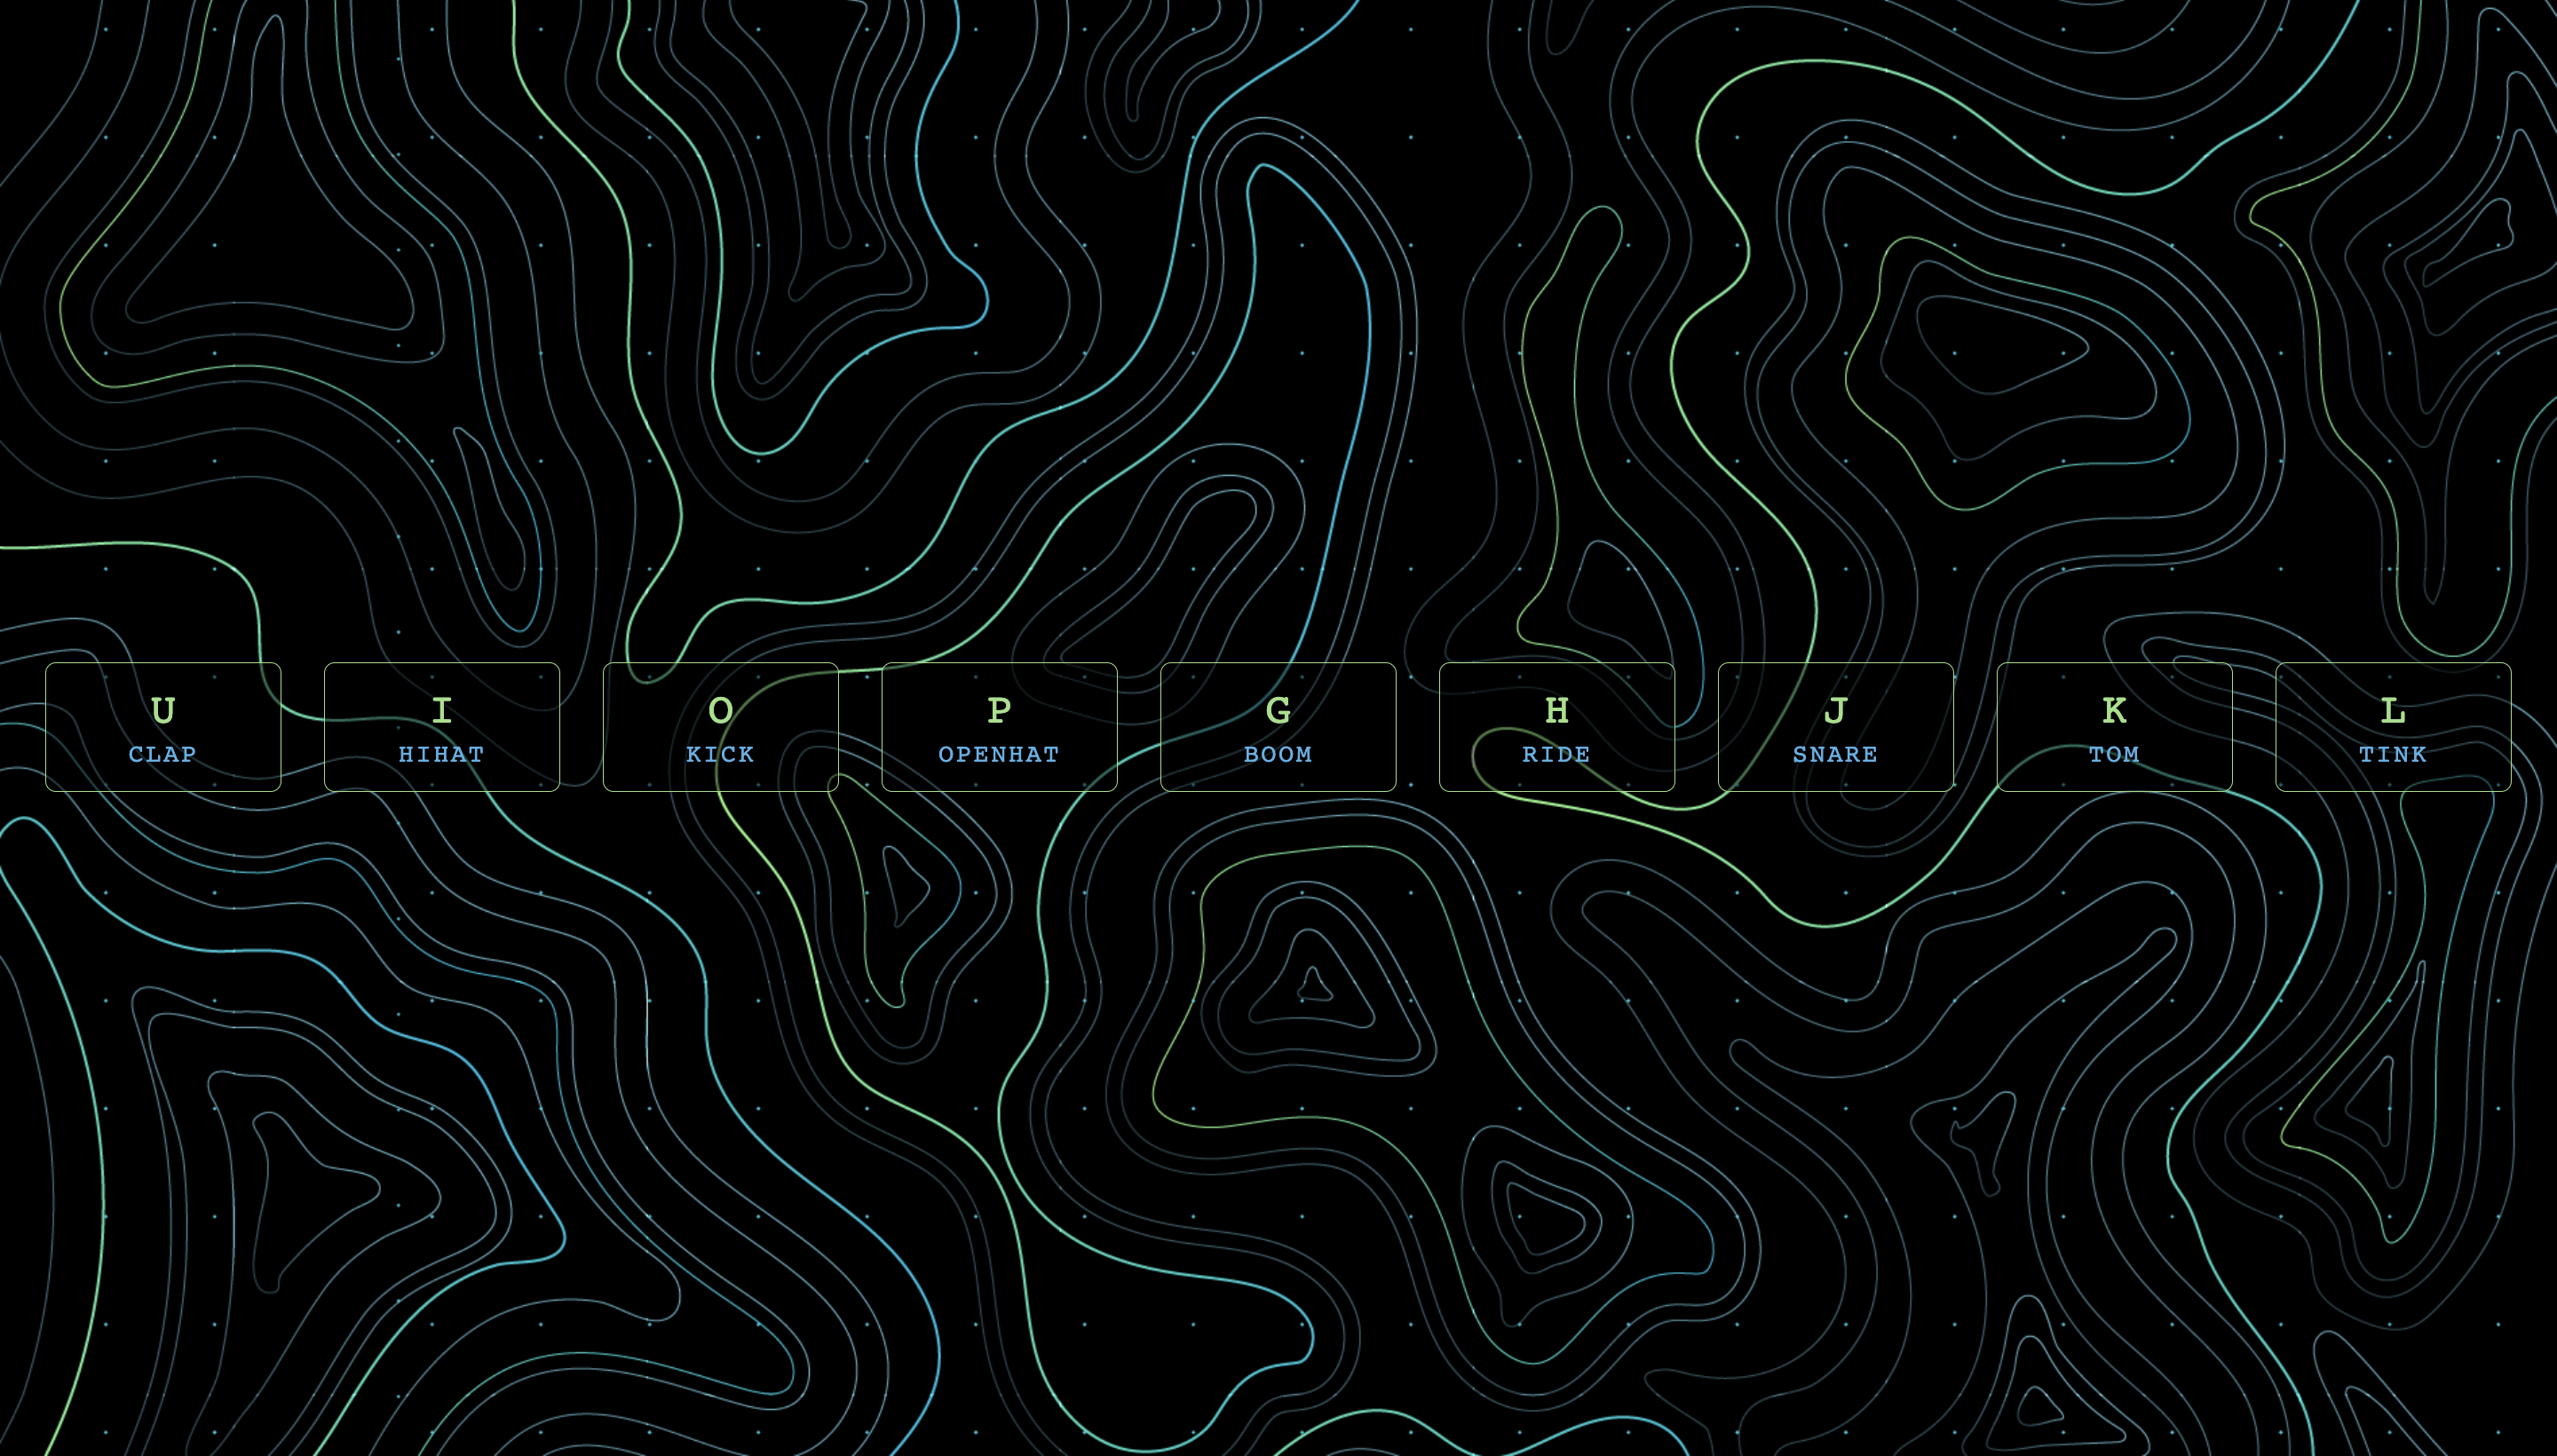 U I O P G H J K L
CLAP HIHAT KICK OPENHAT BOOM RIDE SNARE TOM TINK